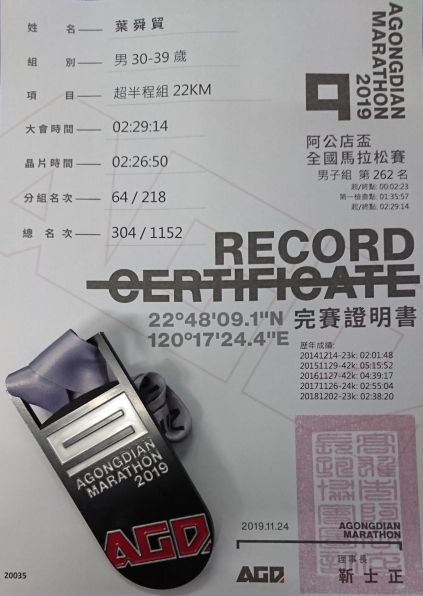 姓 名 葉舜貿
組 別 男 30-39 歲
項 目 超半程組 22KM
大會時間 02:29:14
晶片時間 02:26:50
分組名次 64 / 218
總 名 次 304 / 1152
AGONGDIAN
MARATHON
2019
阿公店盃
全國馬拉松賽
男子組 第 262 名
起/終點: 00:02:23
第一檢查點: 01:35:57
起/終點: 02:29:14
RECORD
CERTIFICATE
22°48'09.1"N
120°17'24.4"E
完賽證明書
歷年成績:
20141214-23k: 02:01:48
20151129-42k: 05:15:52
20161127-42k: 04:39:17
20171126-24k: 02:55:04
20181202-23k: 02:38:20
AGONGDIAN
MARATHON
2019
AGD.
2019.11.24
AGONGDIAN
MARATHON
理事長
靳士正
AGD.
20035